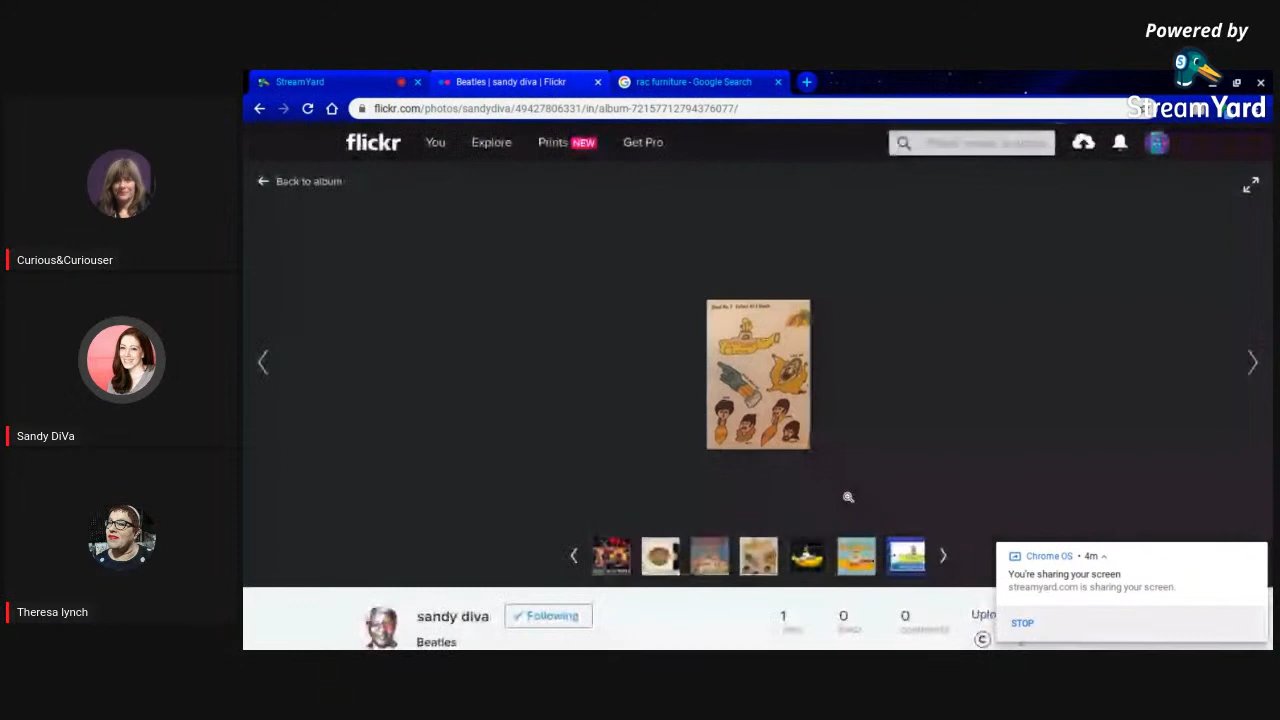 Powered by
StreamYard
StreamYard
Beatles | sandy diva | Flickr
rac furniture - Google Search
flickr.com/photos/sandydiva/49427806331/in/album-72157712794376077/
flickr
You
Explore
Prints NEW
Get Pro
Back to album
Curious&Curiouser
Sandy DiVa
Theresa lynch
Chrome OS • 4m
You're sharing your screen
streamyard.com is sharing your screen.
STOP
sandy diva
Following
1
0
0
Uplo
Beatles